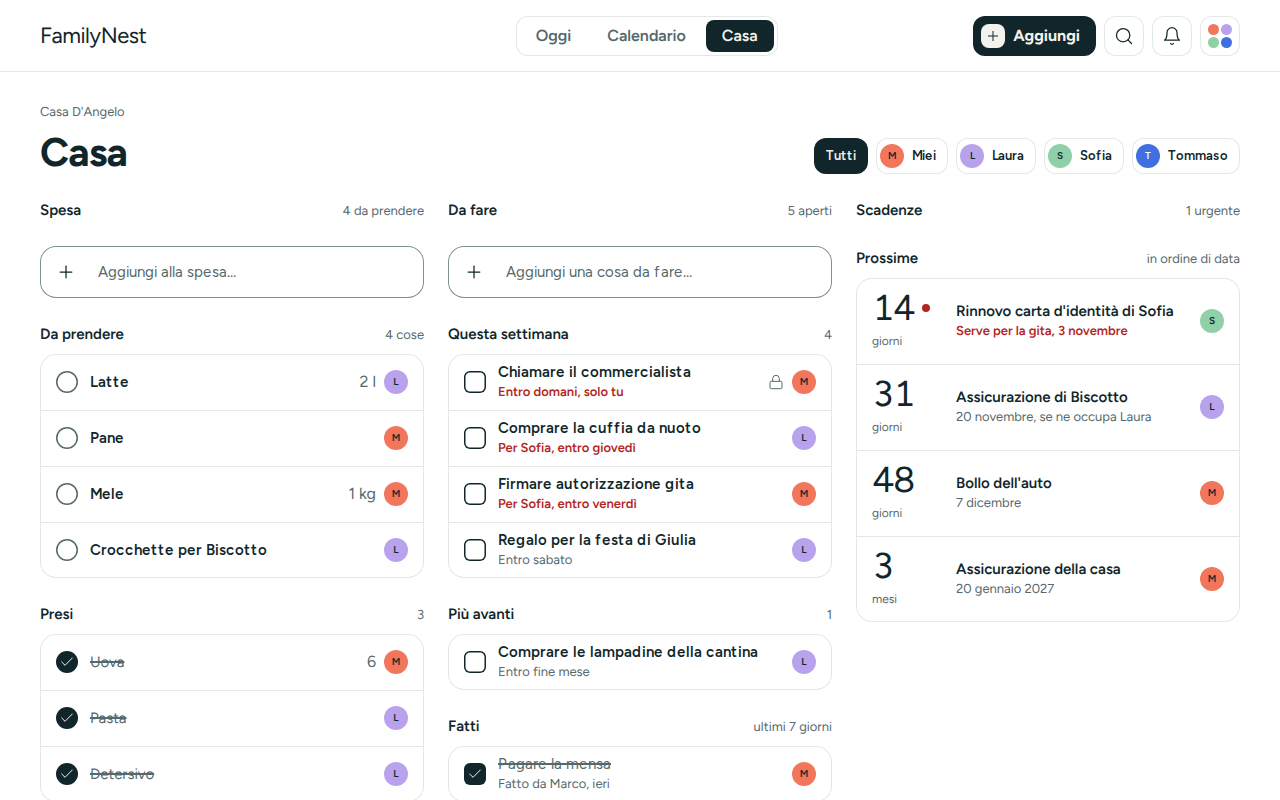 FamilyNest
Oggi
Calendario
Casa
Aggiungi
Casa D'Angelo
Casa
Tutti
M Miei
L Laura
S Sofia
T Tommaso
Spesa
4 da prendere
Aggiungi alla spesa...
Da prendere
4 cose
Latte
2 l
L
Pane
M
Mele
1 kg
M
Crocchette per Biscotto
L
Presi
3
Uova
6
M
Pasta
L
Detersivo
L
Da fare
5 aperti
Aggiungi una cosa da fare...
Questa settimana
4
Chiamare il commercialista
Entro domani, solo tu
M
Comprare la cuffia da nuoto
Per Sofia, entro giovedì
L
Firmare autorizzazione gita
Per Sofia, entro venerdì
M
Regalo per la festa di Giulia
Entro sabato
L
Più avanti
1
Comprare le lampadine della cantina
Entro fine mese
L
Fatti
ultimi 7 giorni
Pagare la mensa
Fatto da Marco, ieri
M
Scadenze
1 urgente
Prossime
in ordine di data
14
giorni
Rinnovo carta d'identità di Sofia
Serve per la gita, 3 novembre
S
31
giorni
Assicurazione di Biscotto
20 novembre, se ne occupa Laura
L
48
giorni
Bollo dell'auto
7 dicembre
M
3
mesi
Assicurazione della casa
20 gennaio 2027
M